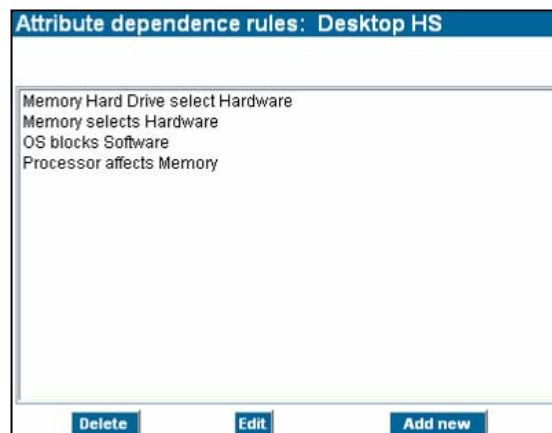 Attribute dependence rules: Desktop HS
Memory Hard Drive select Hardware
Memory selects Hardware
OS blocks Software
Processor affects Memory
Delete Edit Add new